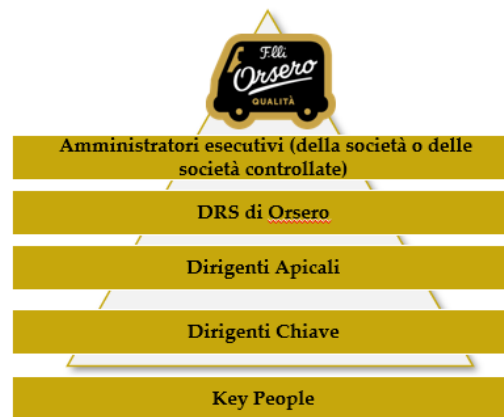 F.lli
Orsero
QUALITÀ
Amministratori esecutivi (della società o delle
società controllate)
DRS di Orsero
Dirigenti Apicali
Dirigenti Chiave
Key People